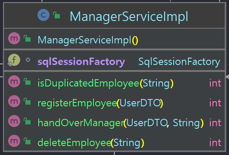 ManagerServiceImpl
ManagerServiceImpl()
sqlSessionFactory SqlSessionFactory
isDuplicatedEmployee(String) int
registerEmployee(UserDTO) int
handOverManager(UserDTO, String) int
deleteEmployee(String) int